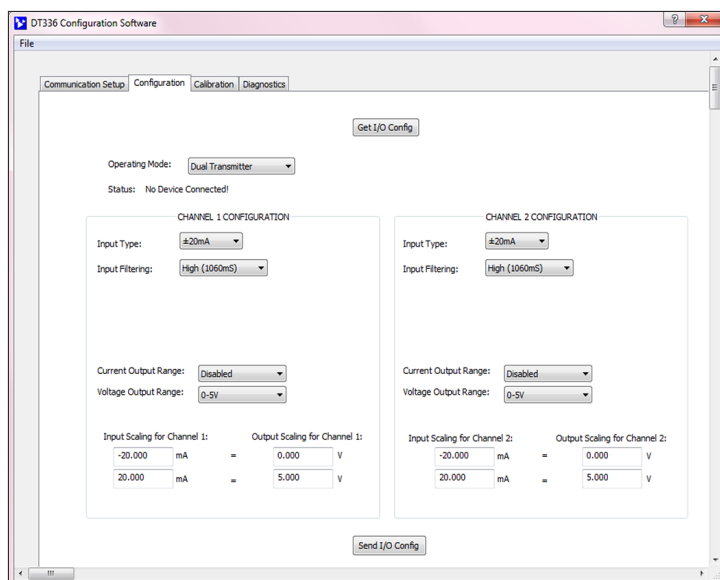 DT336 Configuration Software
File
Communication Setup Configuration Calibration Diagnostics
Get I/O Config
Operating Mode: Dual Transmitter
Status: No Device Connected!
CHANNEL 1 CONFIGURATION
Input Type: ±20mA
Input Filtering: High (1060mS)
Current Output Range: Disabled
Voltage Output Range: 0-5V
Input Scaling for Channel 1: Output Scaling for Channel 1:
-20.000 mA = 0.000 V
20.000 mA = 5.000 V
CHANNEL 2 CONFIGURATION
Input Type: ±20mA
Input Filtering: High (1060mS)
Current Output Range: Disabled
Voltage Output Range: 0-5V
Input Scaling for Channel 2: Output Scaling for Channel 2:
-20.000 mA = 0.000 V
20.000 mA = 5.000 V
Send I/O Config